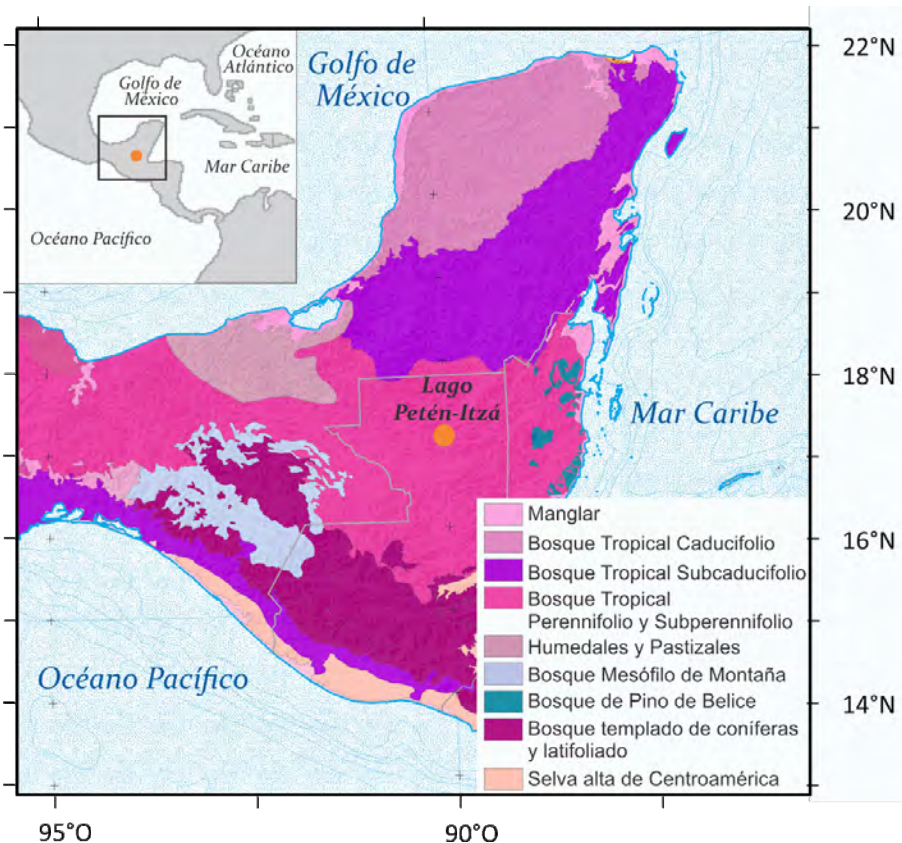 Océano
Atlántico
Golfo de
México
Mar Caribe
Océano Pacífico
Golfo de
México
22°N
20°N
18°N
16°N
14°N
Lago
Petén-Itzá
Mar Caribe
Océano Pacífico
Manglar
Bosque Tropical Caducifolio
Bosque Tropical Subcaducifolio
Bosque Tropical
Perennifolio y Subperennifolio
Humedales y Pastizales
Bosque Mesófilo de Montaña
Bosque de Pino de Belice
Bosque templado de coníferas
y latifoliado
Selva alta de Centroamérica
95°O
90°O